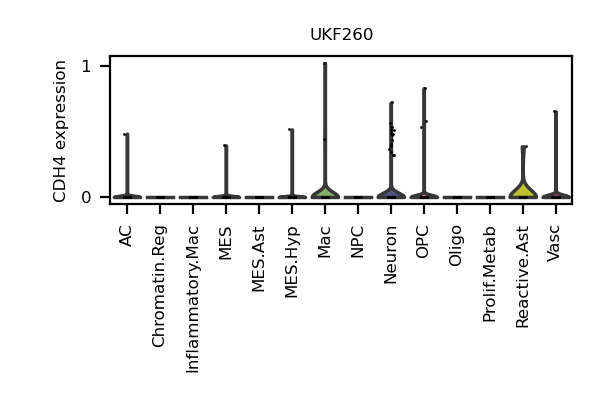 UKF260
CDH4 expression
1
0
AC
Chromatin.Reg
Inflammatory.Mac
MES
MES.Ast
MES.Hyp
Mac
NPC
Neuron
OPC
Oligo
Prolif.Metab
Reactive.Ast
Vasc